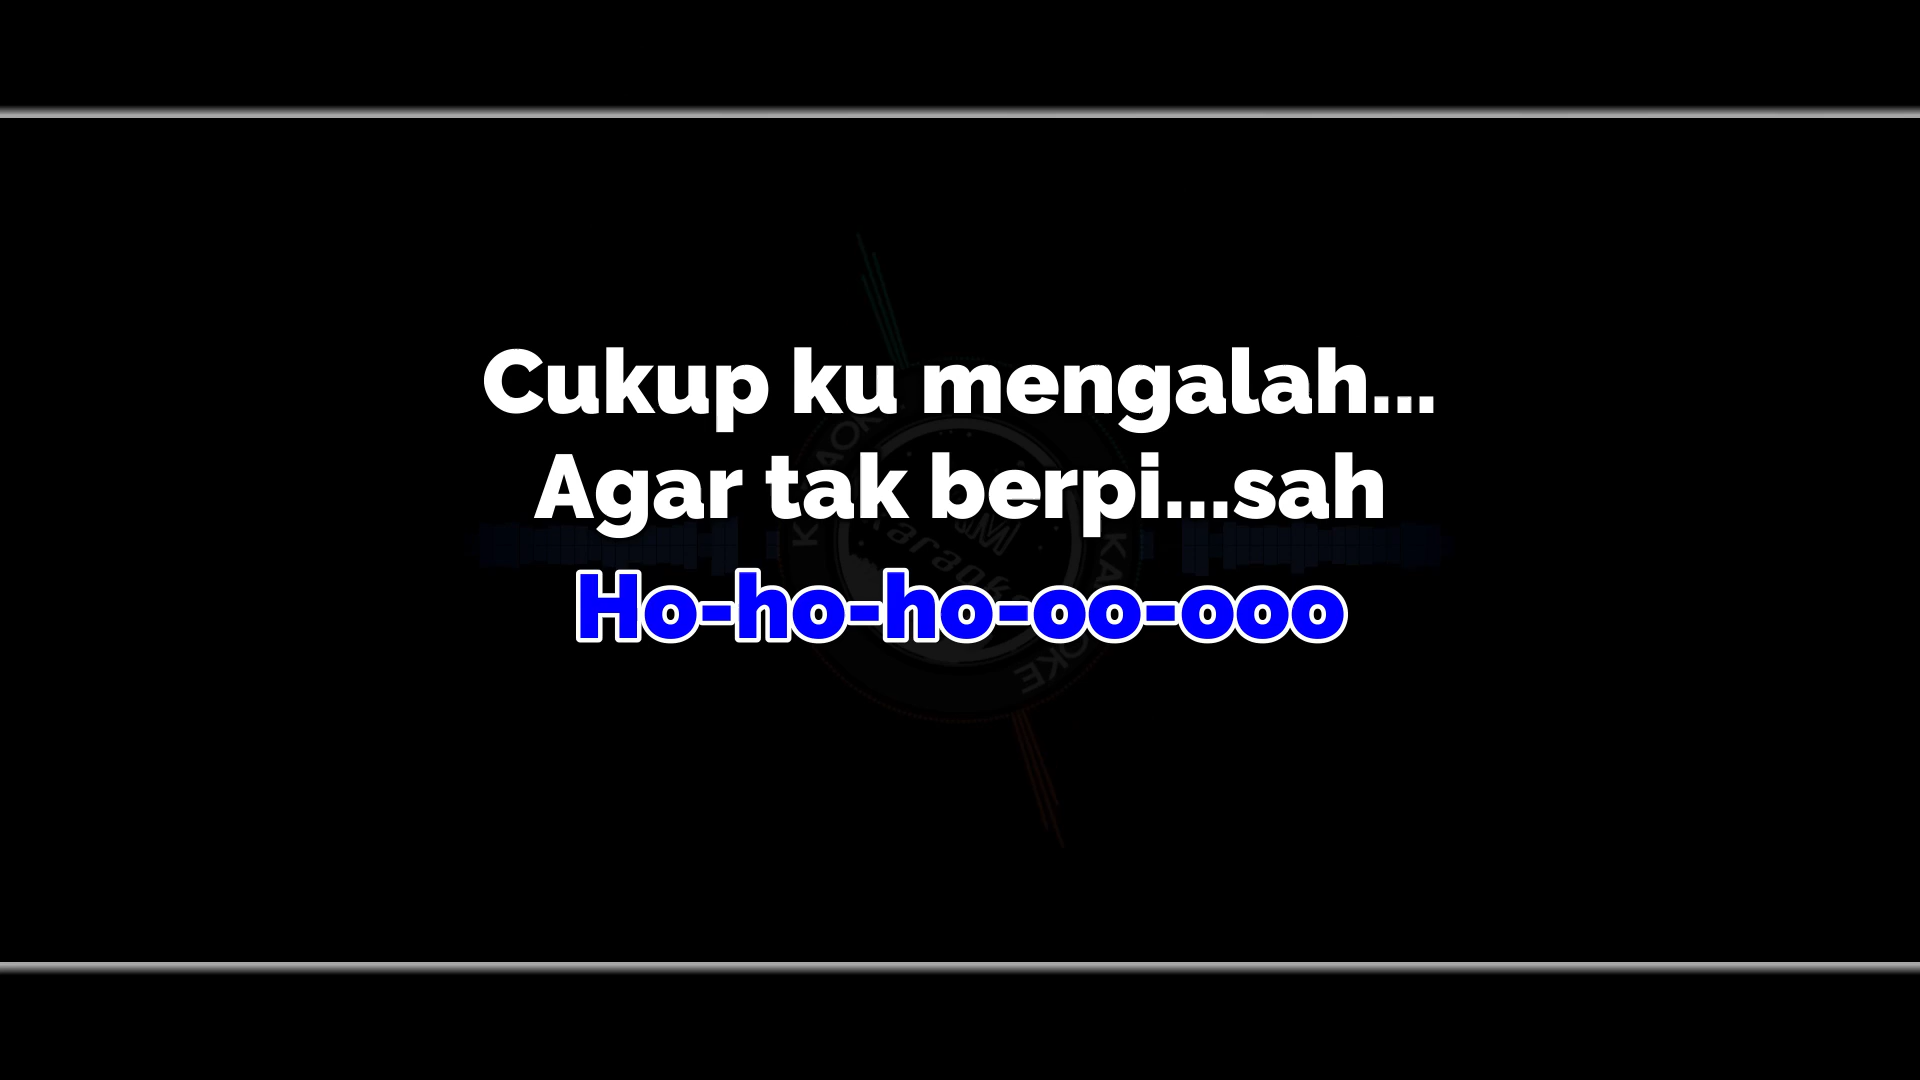 Cukup ku mengalah...
Agar tak berpi...sah
Ho-ho-ho-oo-ooo